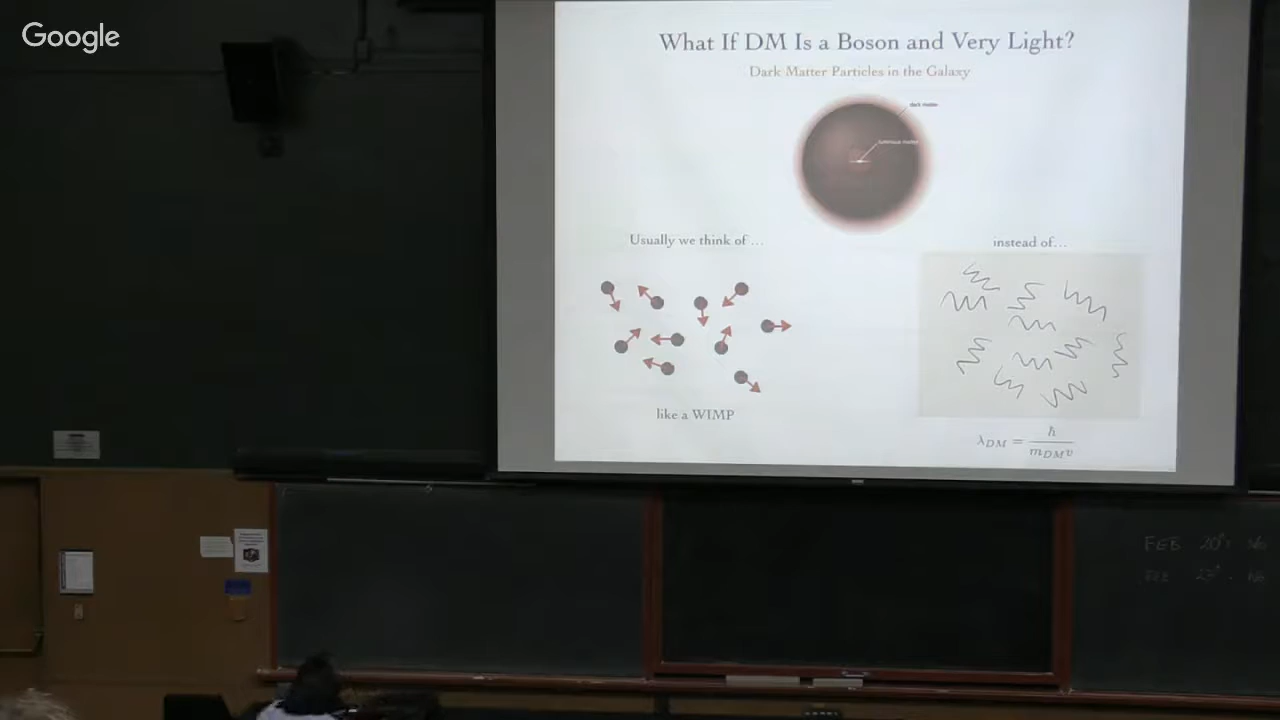 Google
What If DM Is a Boson and Very Light?
Dark Matter Particles in the Galaxy
dark matter
luminous matter
Usually we think of ...
instead of...
like a WIMP
λ_DM = ℏ / (m_DM v)
FEB 20